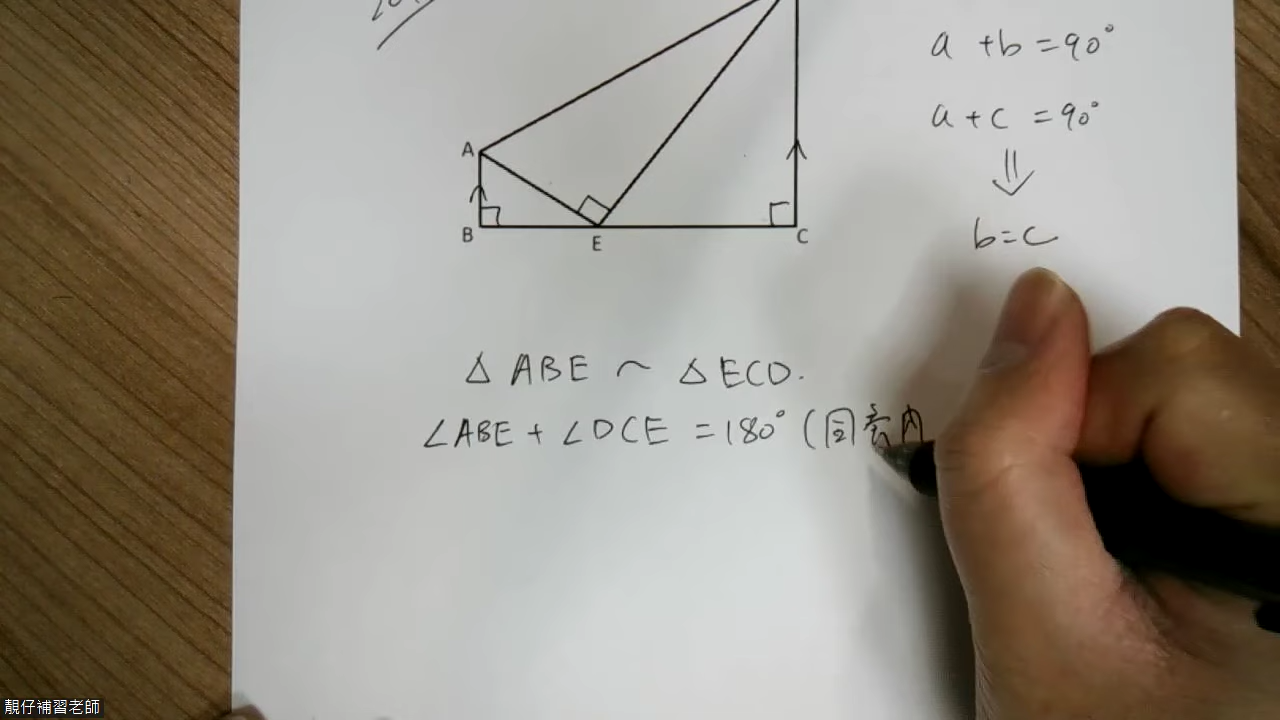 a + b = 90°
a + c = 90°
⇓
b = c
A
B
E
C
△ ABE ~ △ ECD.
∠ABE + ∠DCE = 180° (同旁內
靚仔補習老師